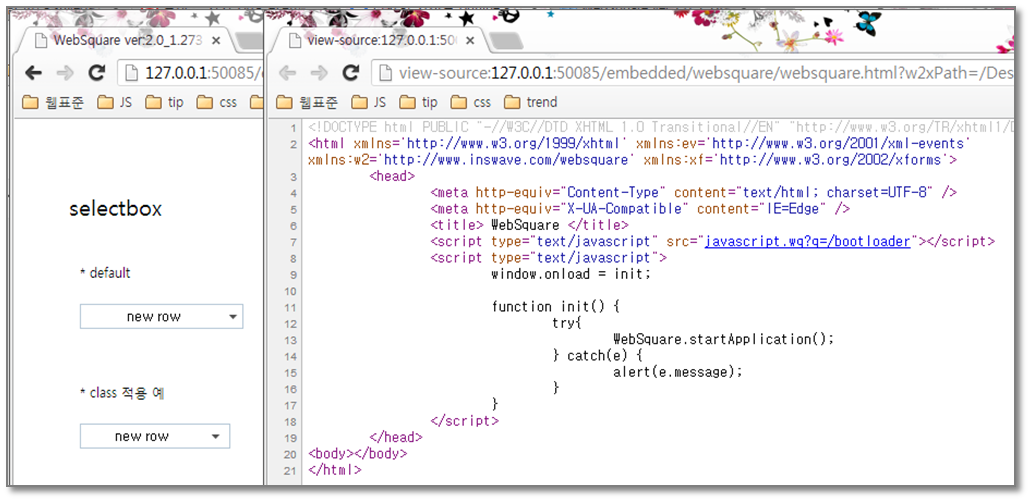 WebSquare ver:2.0_1.273
127.0.0.1:50085/
웹표준 JS tip css
selectbox
* default
new row
* class 적용 예
new row
view-source:127.0.0.1:50
view-source:127.0.0.1:50085/embedded/websquare/websquare.html?w2xPath=/Des
웹표준 JS tip css trend
1 <!DOCTYPE html PUBLIC "-//W3C//DTD XHTML 1.0 Transitional//EN" "http://www.w3.org/TR/xhtml1/D
2 <html xmlns='http://www.w3.org/1999/xhtml' xmlns:ev='http://www.w3.org/2001/xml-events'
xmlns:w2='http://www.inswave.com/websquare' xmlns:xf='http://www.w3.org/2002/xforms'>
3 <head>
4 <meta http-equiv="Content-Type" content="text/html; charset=UTF-8" />
5 <meta http-equiv="X-UA-Compatible" content="IE=Edge" />
6 <title> WebSquare </title>
7 <script type="text/javascript" src="javascript.wq?q=/bootloader"></script>
8 <script type="text/javascript">
9 window.onload = init;
10
11 function init() {
12 try{
13 WebSquare.startApplication();
14 } catch(e) {
15 alert(e.message);
16 }
17 }
18 </script>
19 </head>
20 <body></body>
21 </html>